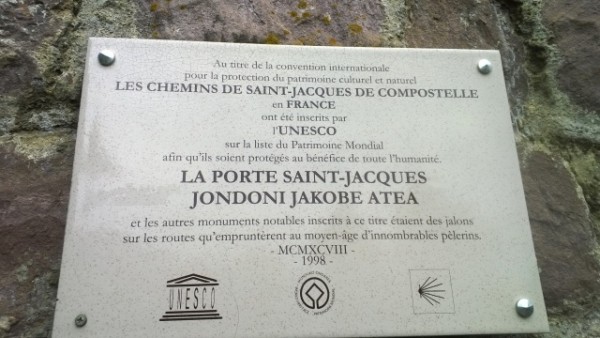 Au titre de la convention internationale
pour la protection du patrimoine culturel et naturel
LES CHEMINS DE SAINT-JACQUES DE COMPOSTELLE
en FRANCE
ont été inscrits par
l'UNESCO
sur la liste du Patrimoine Mondial
afin qu'ils soient protégés au bénéfice de toute l'humanité.
LA PORTE SAINT-JACQUES
JONDONI JAKOBE ATEA
et les autres monuments notables inscrits à ce titre étaient des jalons
sur les routes qu'empruntèrent au moyen-âge d'innombrables pèlerins.
- MCMXCVIII -
- 1998 -
UNESCO